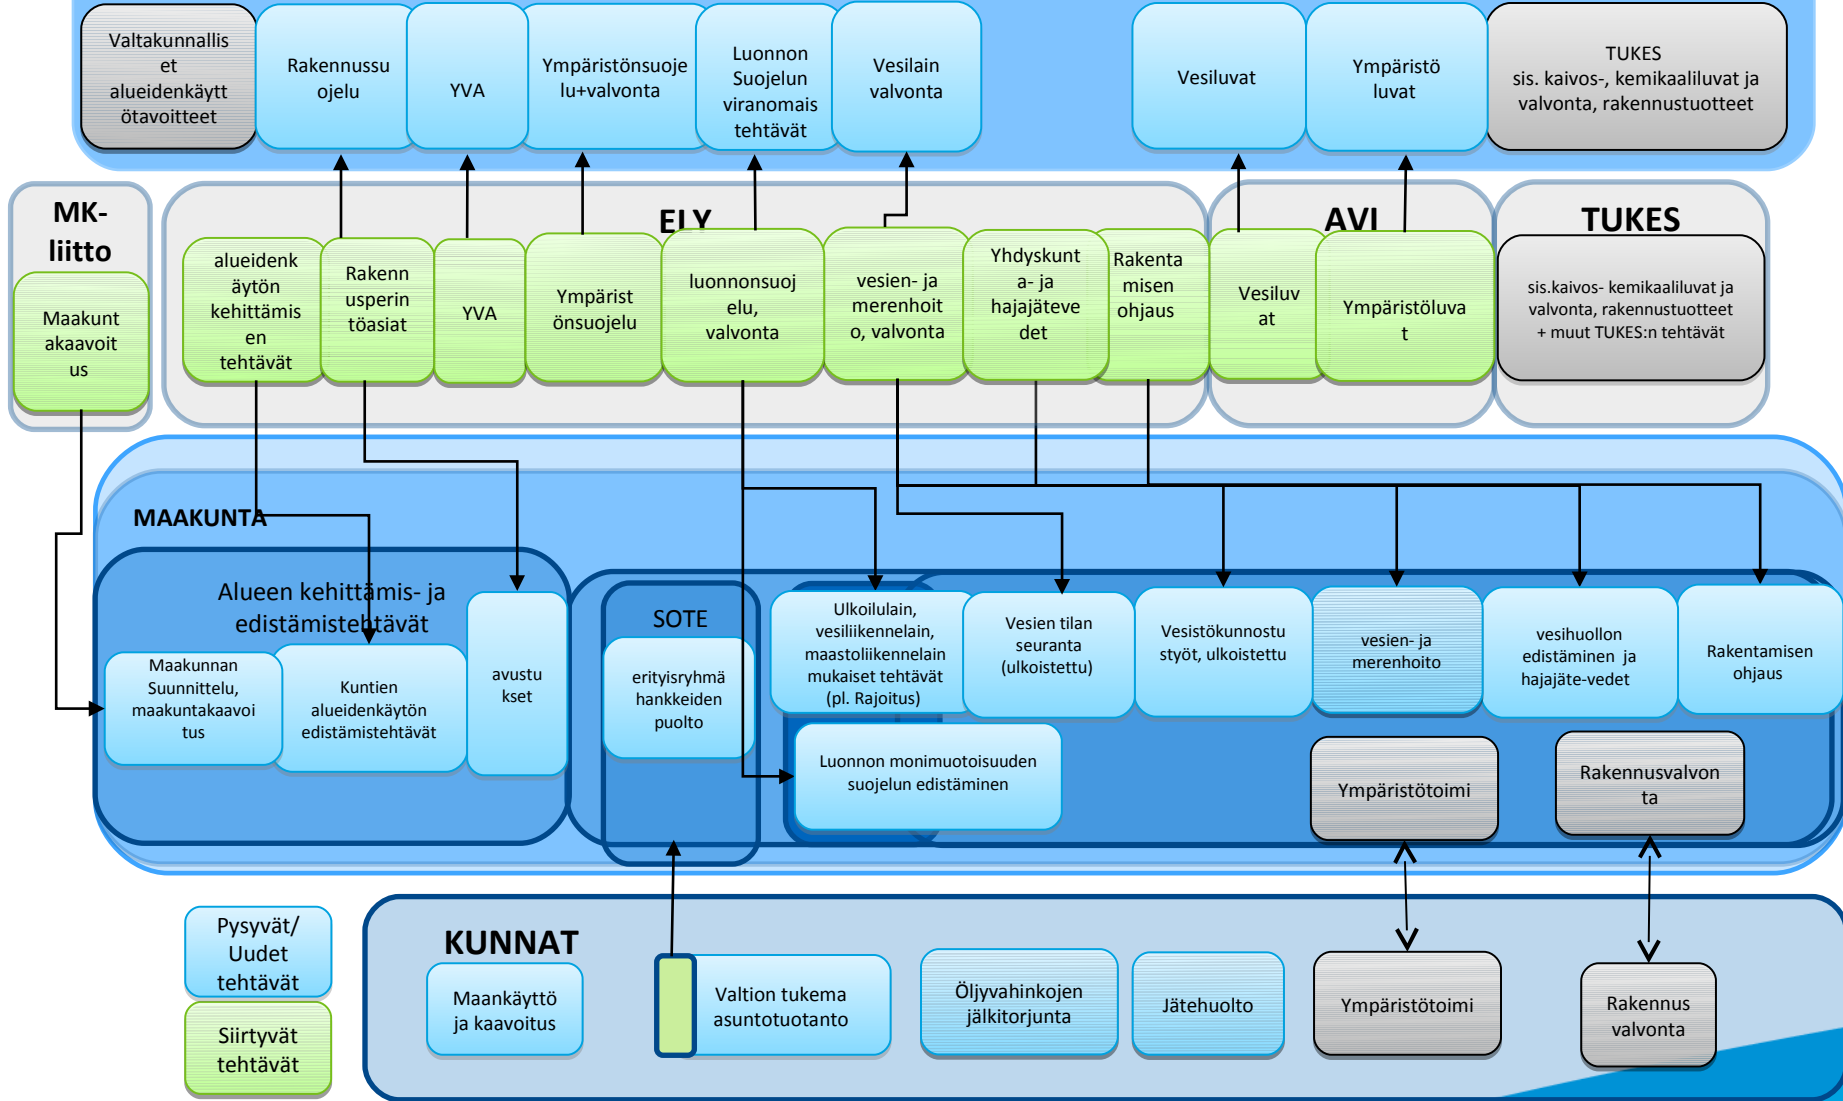 Valtakunnallis
et
alueidenkäytt
ötavoitteet
Rakennussu
ojelu
YVA
Ympäristönsuoje
lu+valvonta
Luonnon
Suojelun
viranomais
tehtävät
Vesilain
valvonta
Vesiluvat
Ympäristö
luvat
TUKES
sis. kaivos-, kemikaaliluvat ja
valvonta, rakennustuotteet
MK-
liitto
Maakunt
akaavoit
us
ELY
alueidenk
äytön
kehittämis
en
tehtävät
Rakenn
usperin
töasiat
YVA
Ympärist
önsuojelu
luonnonsuoj
elu,
valvonta
vesien- ja
merenhoit
o, valvonta
Yhdyskunt
a- ja
hajajäteve
det
Rakenta
misen
ohjaus
AVI
Vesiluv
at
Ympäristöluva
t
TUKES
sis.kaivos- kemikaaliluvat ja
valvonta, rakennustuotteet
+ muut TUKES:n tehtävät
MAAKUNTA
Alueen kehittämis- ja
edistämistehtävät
Maakunnan
Suunnittelu,
maakuntakaavoi
tus
Kuntien
alueidenkäytön
edistämistehtävät
avustu
kset
SOTE
erityisryhmä
hankkeiden
puolto
Ulkoilulain,
vesiliikennelain,
maastoliikennelain
mukaiset tehtävät
(pl. Rajoitus)
Vesien tilan
seuranta
(ulkoistettu)
Vesistökunnostu
styöt, ulkoistettu
vesien- ja
merenhoito
vesihuollon
edistäminen ja
hajajäte-vedet
Rakentamisen
ohjaus
Luonnon monimuotoisuuden
suojelun edistäminen
Ympäristötoimi
Rakennusvalvon
ta
Pysyvät/
Uudet
tehtävät
Siirtyvät
tehtävät
KUNNAT
Maankäyttö
ja kaavoitus
Valtion tukema
asuntotuotanto
Öljyvahinkojen
jälkitorjunta
Jätehuolto
Ympäristötoimi
Rakennus
valvonta